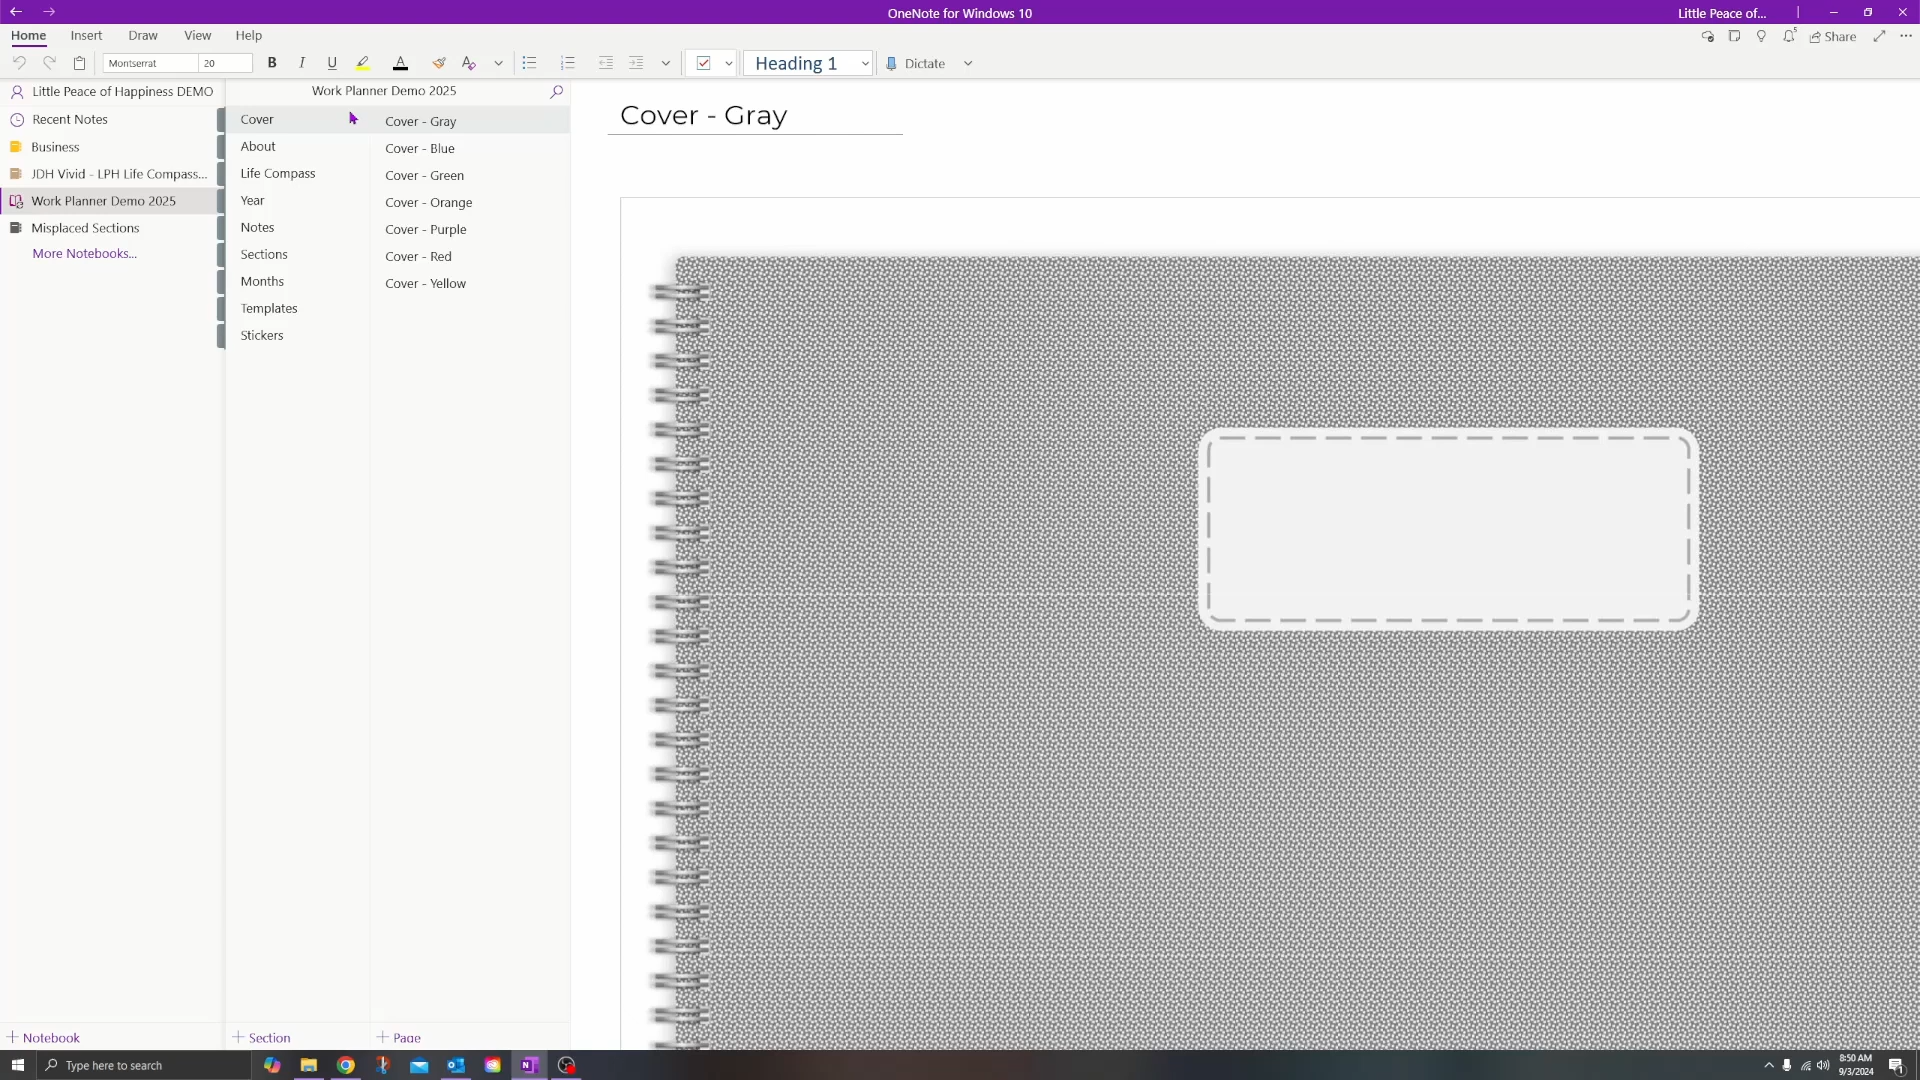 OneNote for Windows 10
Little Peace of...
Home Insert Draw View Help
5
Share
Montserrat 20 B I U A Heading 1 Dictate
Little Peace of Happiness DEMO
Recent Notes
Business
JDH Vivid - LPH Life Compass...
Work Planner Demo 2025
Misplaced Sections
More Notebooks...
Work Planner Demo 2025
Cover
About
Life Compass
Year
Notes
Sections
Months
Templates
Stickers
Cover - Gray
Cover - Blue
Cover - Green
Cover - Orange
Cover - Purple
Cover - Red
Cover - Yellow
Cover - Gray
Notebook
Section
Page
Type here to search
8:50 AM
9/3/2024
1